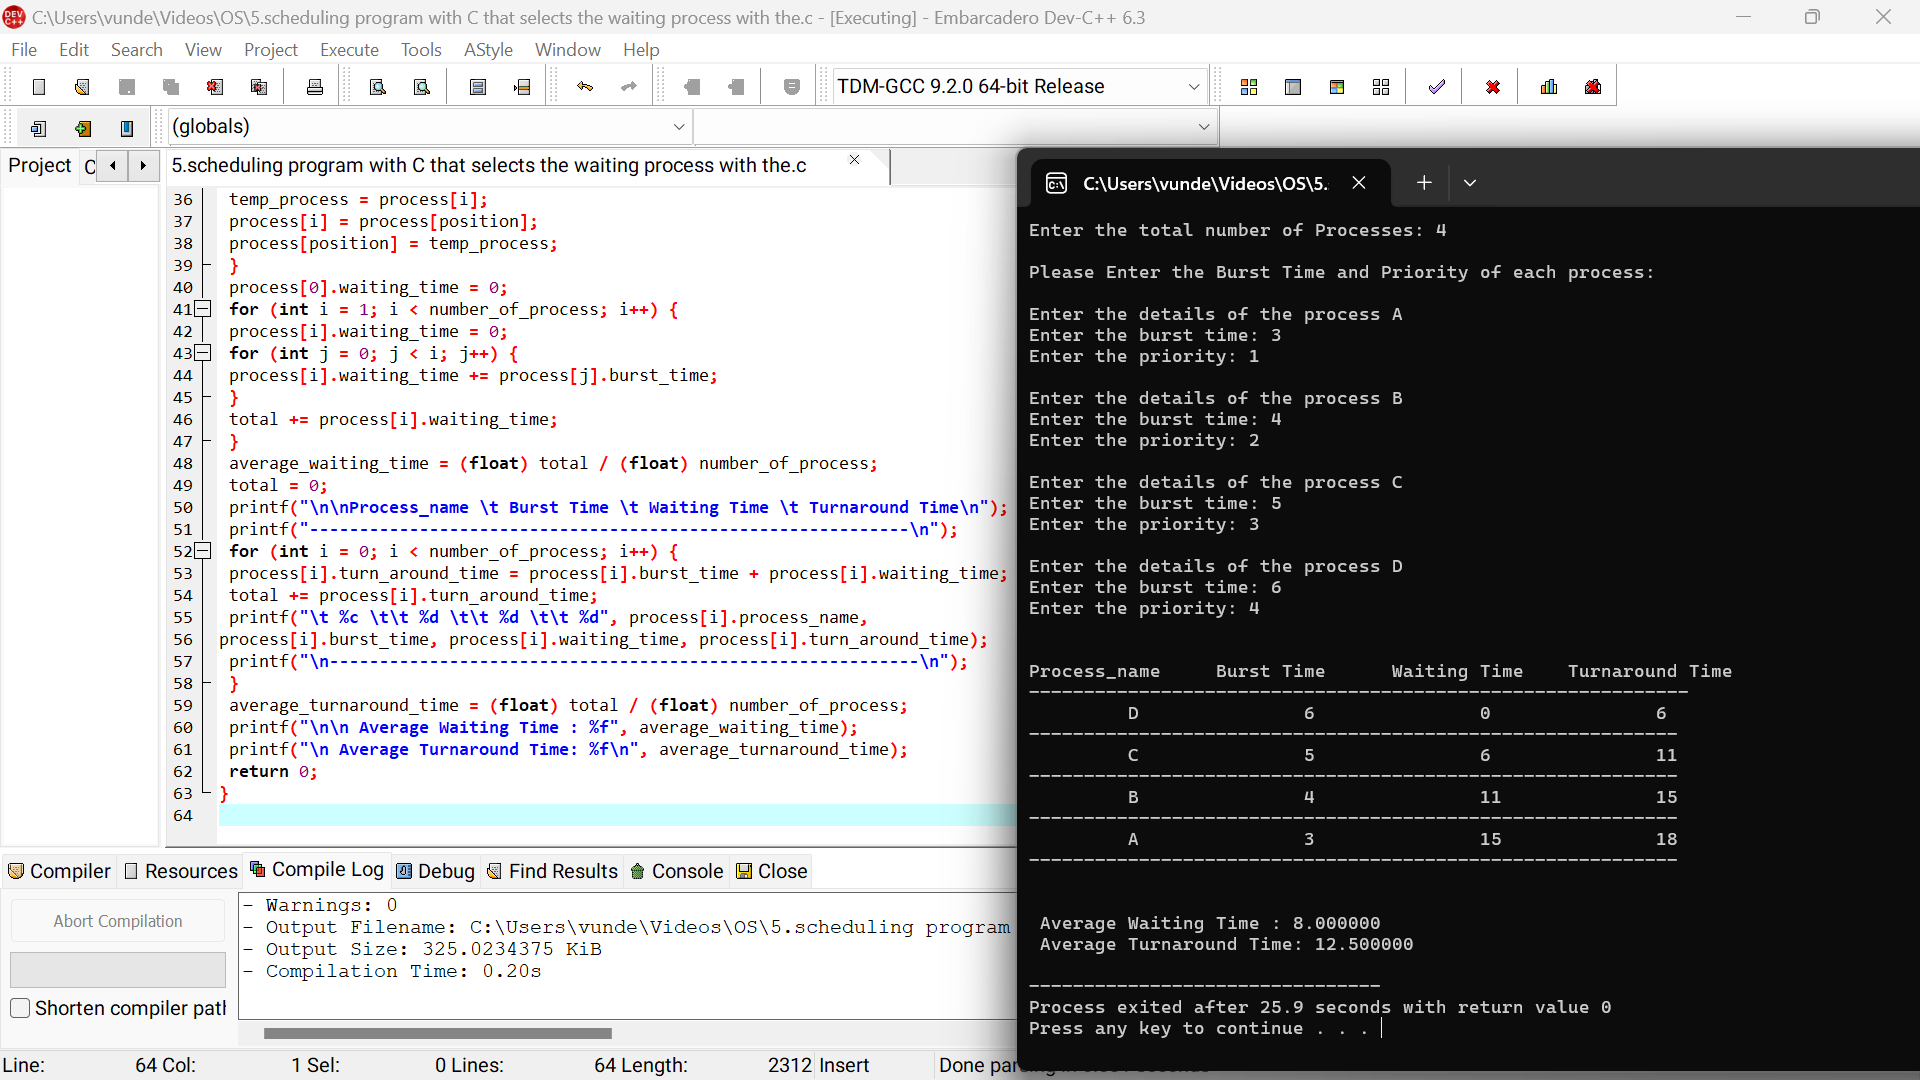 C:\Users\vunde\Videos\OS\5.scheduling program with C that selects the waiting process with the.c - [Executing] - Embarcadero Dev-C++ 6.3
File Edit Search View Project Execute Tools AStyle Window Help
TDM-GCC 9.2.0 64-bit Release
(globals)
Project C
5.scheduling program with C that selects the waiting process with the.c
36 temp_process = process[i];
37 process[i] = process[position];
38 process[position] = temp_process;
39 }
40 process[0].waiting_time = 0;
41 for (int i = 1; i < number_of_process; i++) {
42 process[i].waiting_time = 0;
43 for (int j = 0; j < i; j++) {
44 process[i].waiting_time += process[j].burst_time;
45 }
46 total += process[i].waiting_time;
47 }
48 average_waiting_time = (float) total / (float) number_of_process;
49 total = 0;
50 printf("\n\nProcess_name \t Burst Time \t Waiting Time \t Turnaround Time\n");
51 printf("------------------------------------------------------------\n");
52 for (int i = 0; i < number_of_process; i++) {
53 process[i].turn_around_time = process[i].burst_time + process[i].waiting_time;
54 total += process[i].turn_around_time;
55 printf("\t %c \t\t %d \t\t %d \t\t %d", process[i].process_name,
56 process[i].burst_time, process[i].waiting_time, process[i].turn_around_time);
57 printf("\n-----------------------------------------------------------\n");
58 }
59 average_turnaround_time = (float) total / (float) number_of_process;
60 printf("\n\n Average Waiting Time : %f", average_waiting_time);
61 printf("\n Average Turnaround Time: %f\n", average_turnaround_time);
62 return 0;
63 }
64
Compiler Resources Compile Log Debug Find Results Console Close
Abort Compilation
Shorten compiler path
- Warnings: 0
- Output Filename: C:\Users\vunde\Videos\OS\5.scheduling program
- Output Size: 325.0234375 KiB
- Compilation Time: 0.20s
Line: 64 Col: 1 Sel: 0 Lines: 64 Length: 2312 Insert Done
C:\Users\vunde\Videos\OS\5.
Enter the total number of Processes: 4
Please Enter the Burst Time and Priority of each process:
Enter the details of the process A
Enter the burst time: 3
Enter the priority: 1
Enter the details of the process B
Enter the burst time: 4
Enter the priority: 2
Enter the details of the process C
Enter the burst time: 5
Enter the priority: 3
Enter the details of the process D
Enter the burst time: 6
Enter the priority: 4
Process_name Burst Time Waiting Time Turnaround Time
------------------------------------------------------------
D 6 0 6
-----------------------------------------------------------
C 5 6 11
-----------------------------------------------------------
B 4 11 15
-----------------------------------------------------------
A 3 15 18
-----------------------------------------------------------
Average Waiting Time : 8.000000
Average Turnaround Time: 12.500000
--------------------------------
Process exited after 25.9 seconds with return value 0
Press any key to continue . . .